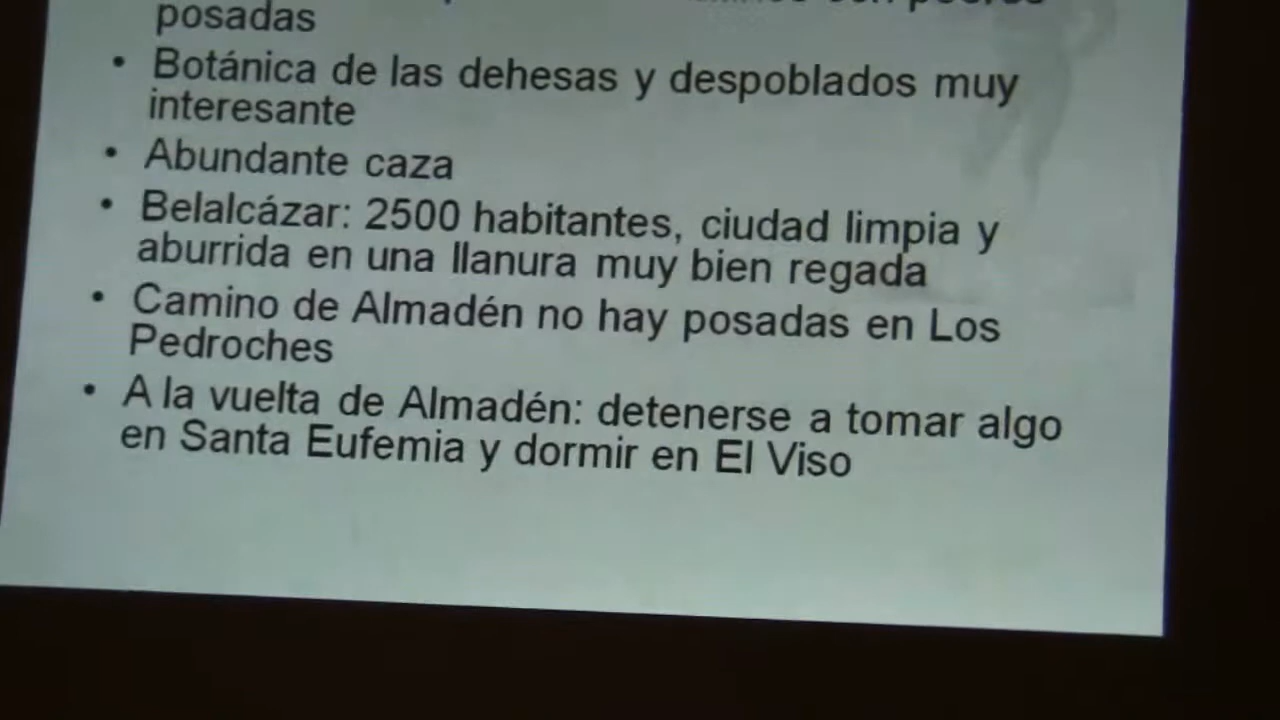 posadas
• Botánica de las dehesas y despoblados muy
interesante
• Abundante caza
• Belalcázar: 2500 habitantes, ciudad limpia y
aburrida en una llanura muy bien regada
• Camino de Almadén no hay posadas en Los
Pedroches
• A la vuelta de Almadén: detenerse a tomar algo
en Santa Eufemia y dormir en El Viso